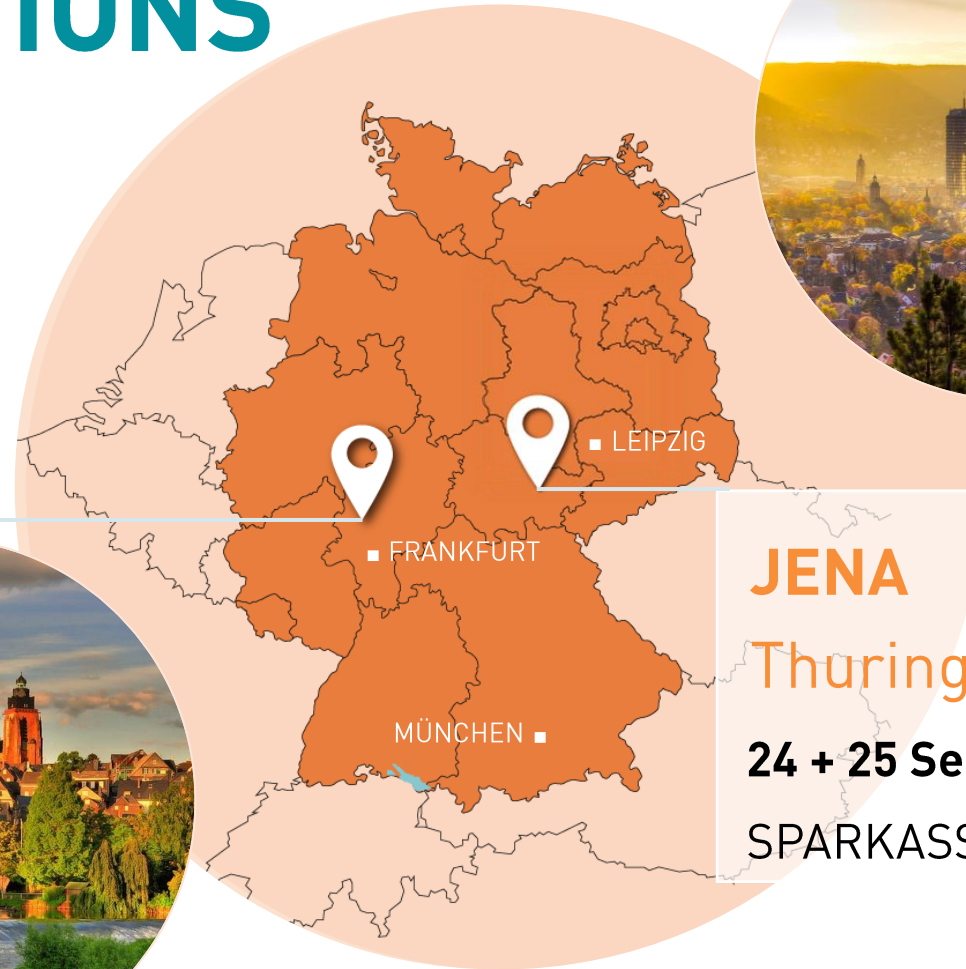 IONS
LEIPZIG
FRANKFURT
MÜNCHEN
JENA
Thuring
24 + 25 Se
SPARKASS